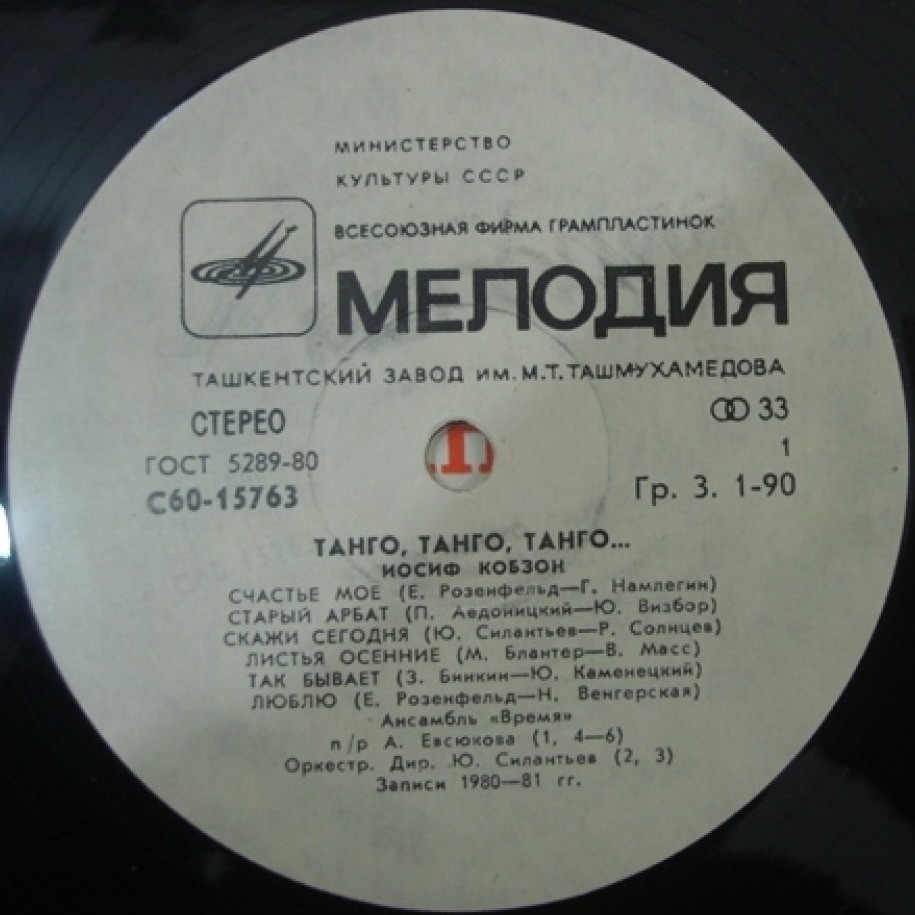 МИНИСТЕРСТВО
КУЛЬТУРЫ СССР
ВСЕСОЮЗНАЯ ФИРМА ГРАМПЛАСТИНОК
МЕЛОДИЯ
ТАШКЕНТСКИЙ ЗАВОД ИМ. М.Т. ТАШМУХАМЕДОВА
СТЕРЕО
33
ГОСТ 5289-80
1
С60-15763
Гр. 3. 1-90
ТАНГО, ТАНГО, ТАНГО...
ИОСИФ КОБЗОН
СЧАСТЬЕ МОЕ (Е. Розенфельд—Г. Намлегин)
СТАРЫЙ АРБАТ (П. Аедоницкий—Ю. Визбор)
СКАЖИ СЕГОДНЯ (Ю. Силантьев—Р. Солнцев)
ЛИСТЬЯ ОСЕННИЕ (М. Блантер—В. Масс)
ТАК БЫВАЕТ (З. Бинкин—Ю. Каменецкий)
ЛЮБЛЮ (Е. Розенфельд—Н. Венгерская)
Ансамбль «Время»
п/р А. Евсюкова (1, 4—6)
Оркестр. Дир. Ю. Силантьев (2, 3)
Записи 1980—81 гг.